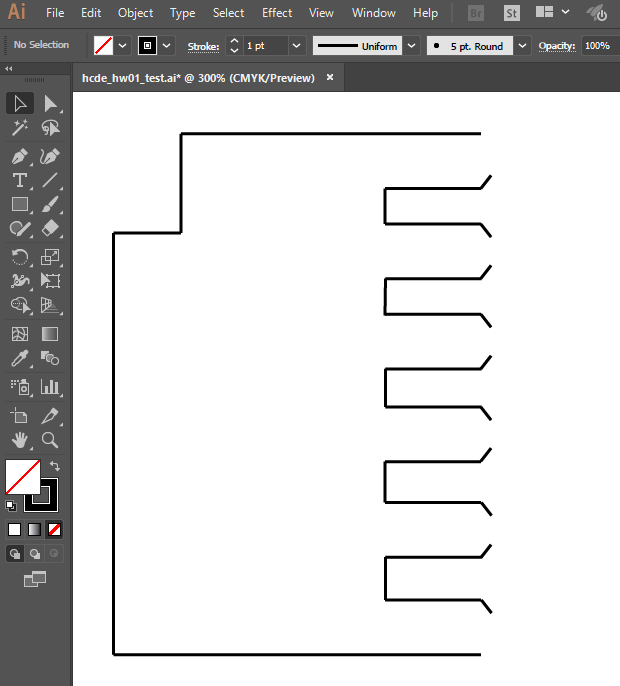 Ai File Edit Object Type Select Effect View Window Help Br St
No Selection Stroke: 1 pt Uniform 5 pt. Round Opacity: 100%
hcde_hw01_test.ai* @ 300% (CMYK/Preview) ×